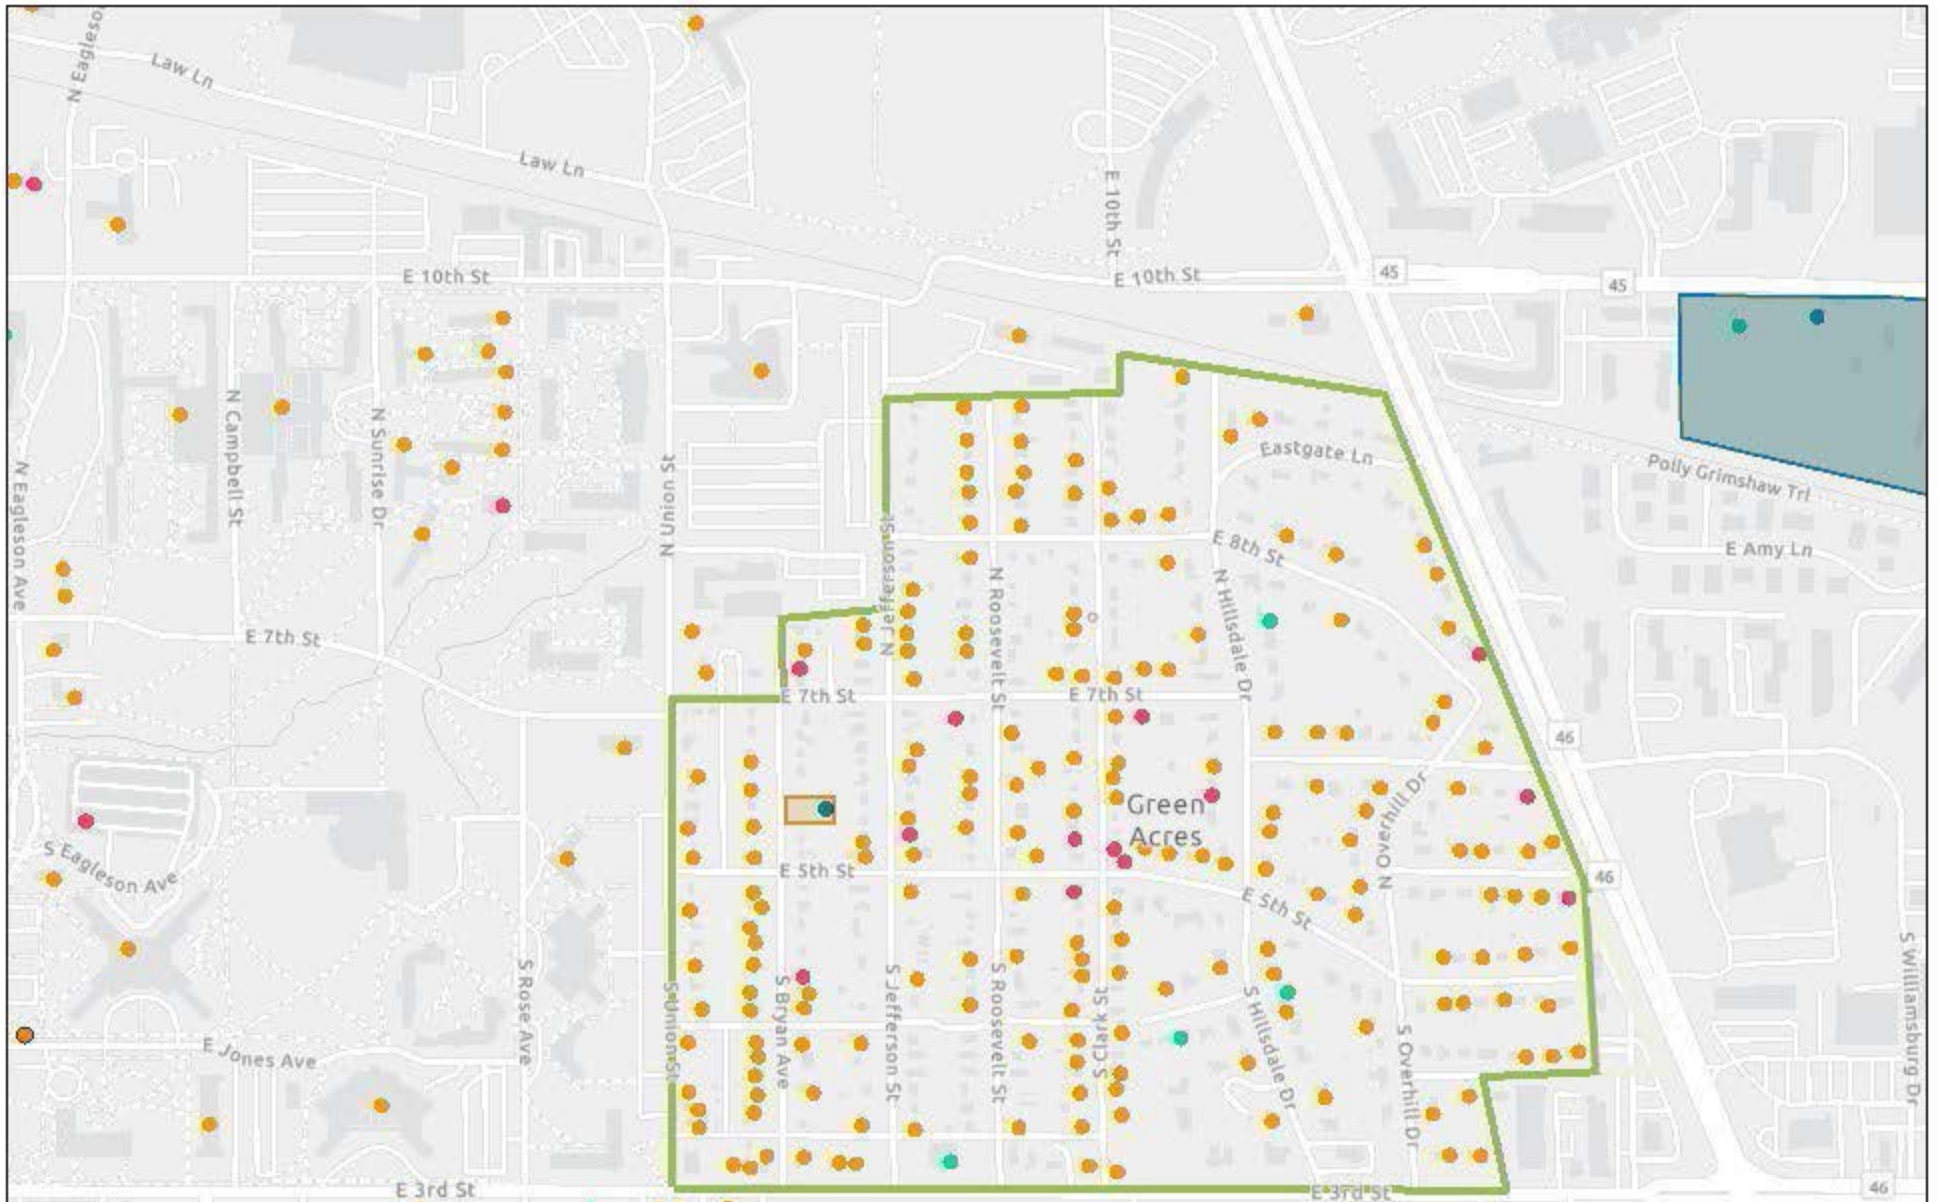 N Eagleso
Law Ln
Law Ln
E 10th St
E 10th St
E 10th St
45
45
N Campbell St
N Sunrise Dr
N Union St
N Eagleson Ave
Eastgate Ln
Polly Grimshaw Trl
E 8th St
E Amy Ln
N Jefferson St
N Roosevelt St
N Hillsdale Dr
E 7th St
E 7th St
E 7th St
46
Green
Acres
N Overhill Dr
S Eagleson Ave
E 5th St
E 5th St
46
S Rose Ave
S Union St
S Bryan Ave
S Jefferson St
S Roosevelt St
S Clark St
S Hillsdale Dr
S Overhill Dr
S Williamsburg Dr
E Jones Ave
E 3rd St
E 3rd St
46